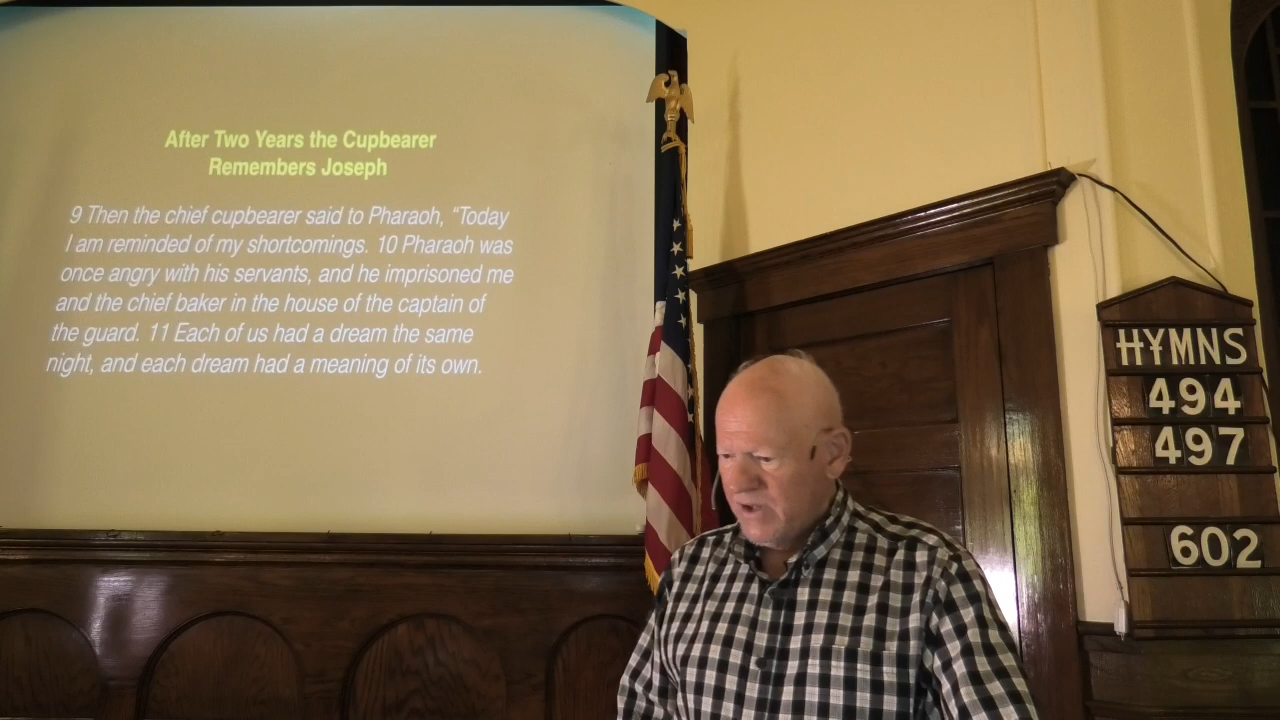 After Two Years the Cupbearer
Remembers Joseph
9 Then the chief cupbearer said to Pharaoh, “Today
I am reminded of my shortcomings. 10 Pharaoh was
once angry with his servants, and he imprisoned me
and the chief baker in the house of the captain of
the guard. 11 Each of us had a dream the same
night, and each dream had a meaning of its own.
HYMNS
494
497
602